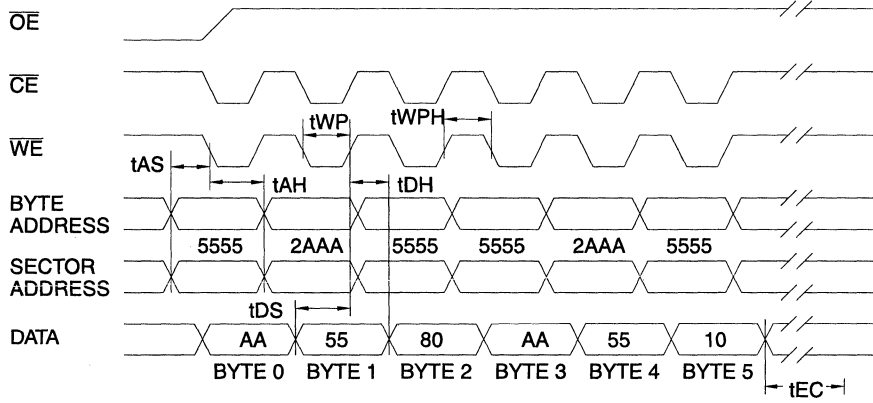 OE
CE
tWP tWPH
WE
tAS
tAH tDH
BYTE
ADDRESS
5555 2AAA 5555 5555 2AAA 5555
SECTOR
ADDRESS
tDS
DATA AA 55 80 AA 55 10
BYTE 0 BYTE 1 BYTE 2 BYTE 3 BYTE 4 BYTE 5
tEC